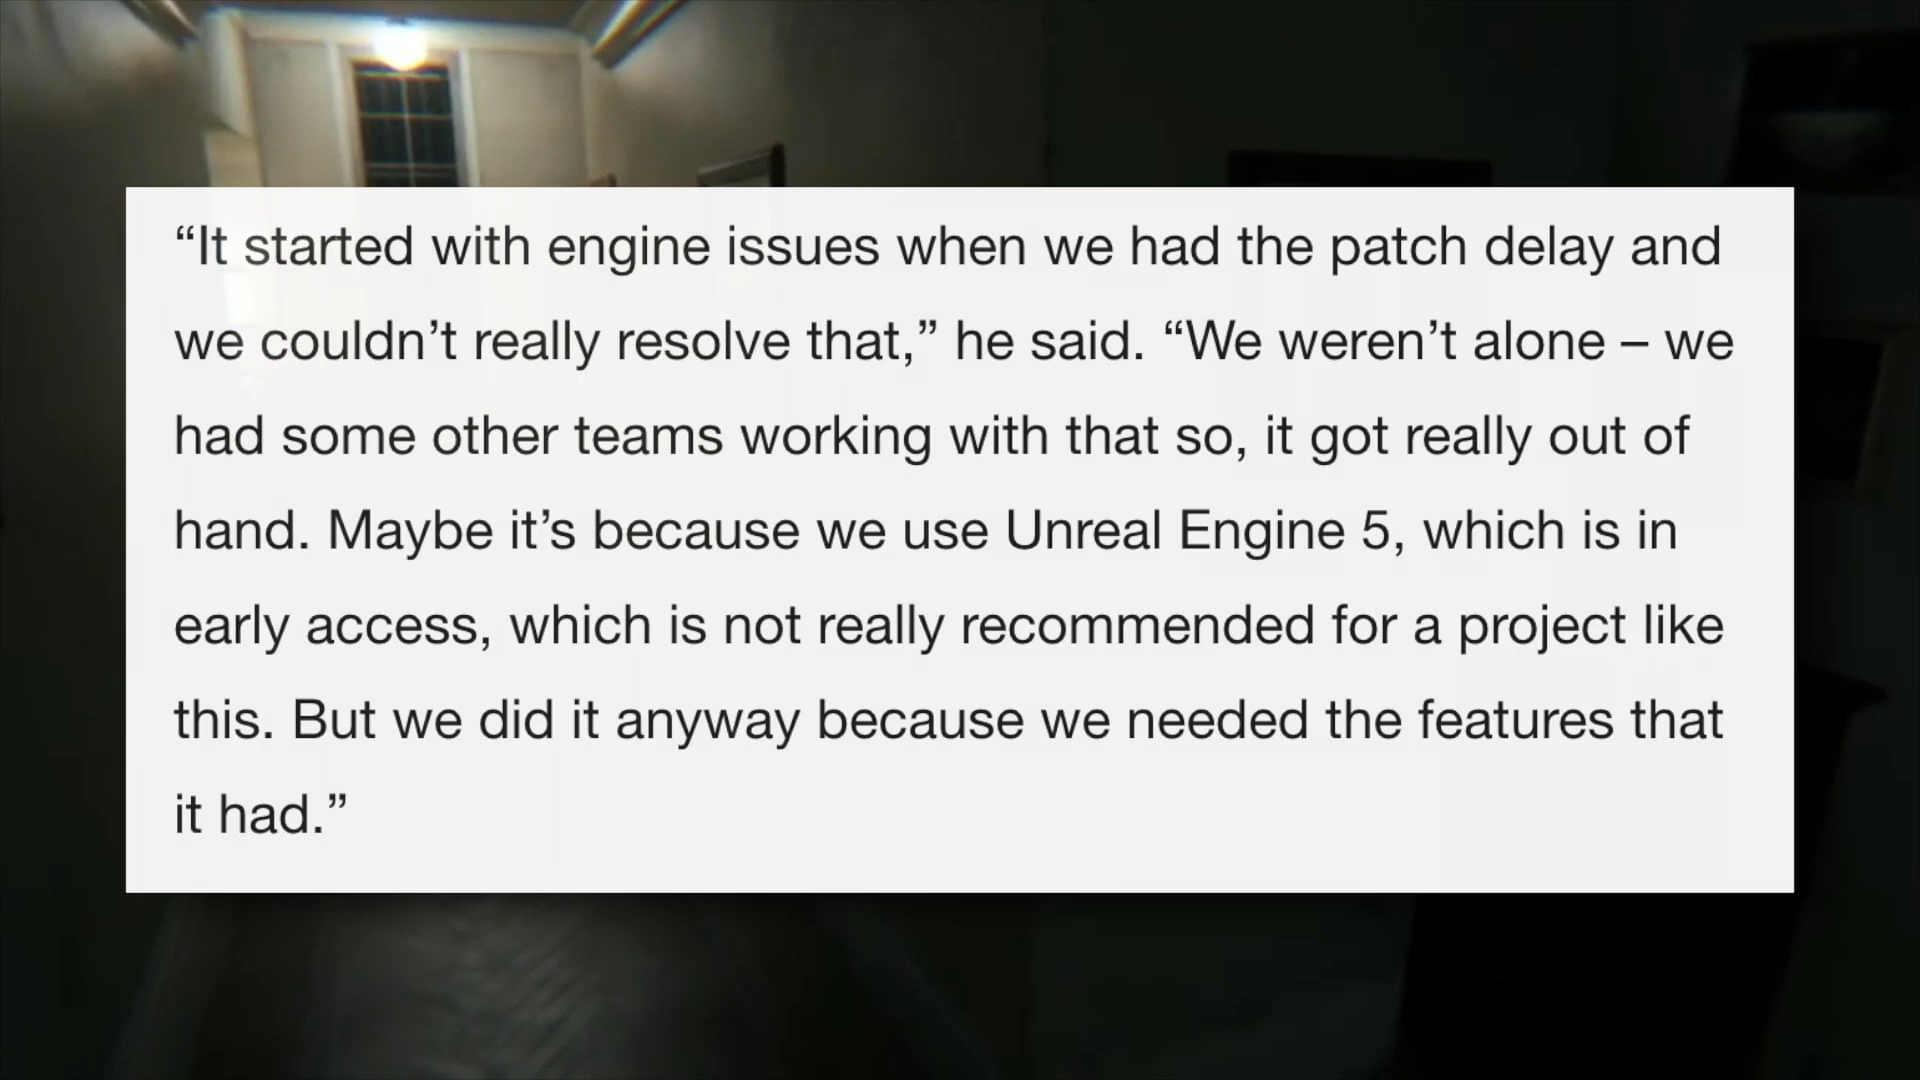 “It started with engine issues when we had the patch delay and
we couldn’t really resolve that,” he said. “We weren’t alone – we
had some other teams working with that so, it got really out of
hand. Maybe it’s because we use Unreal Engine 5, which is in
early access, which is not really recommended for a project like
this. But we did it anyway because we needed the features that
it had.”